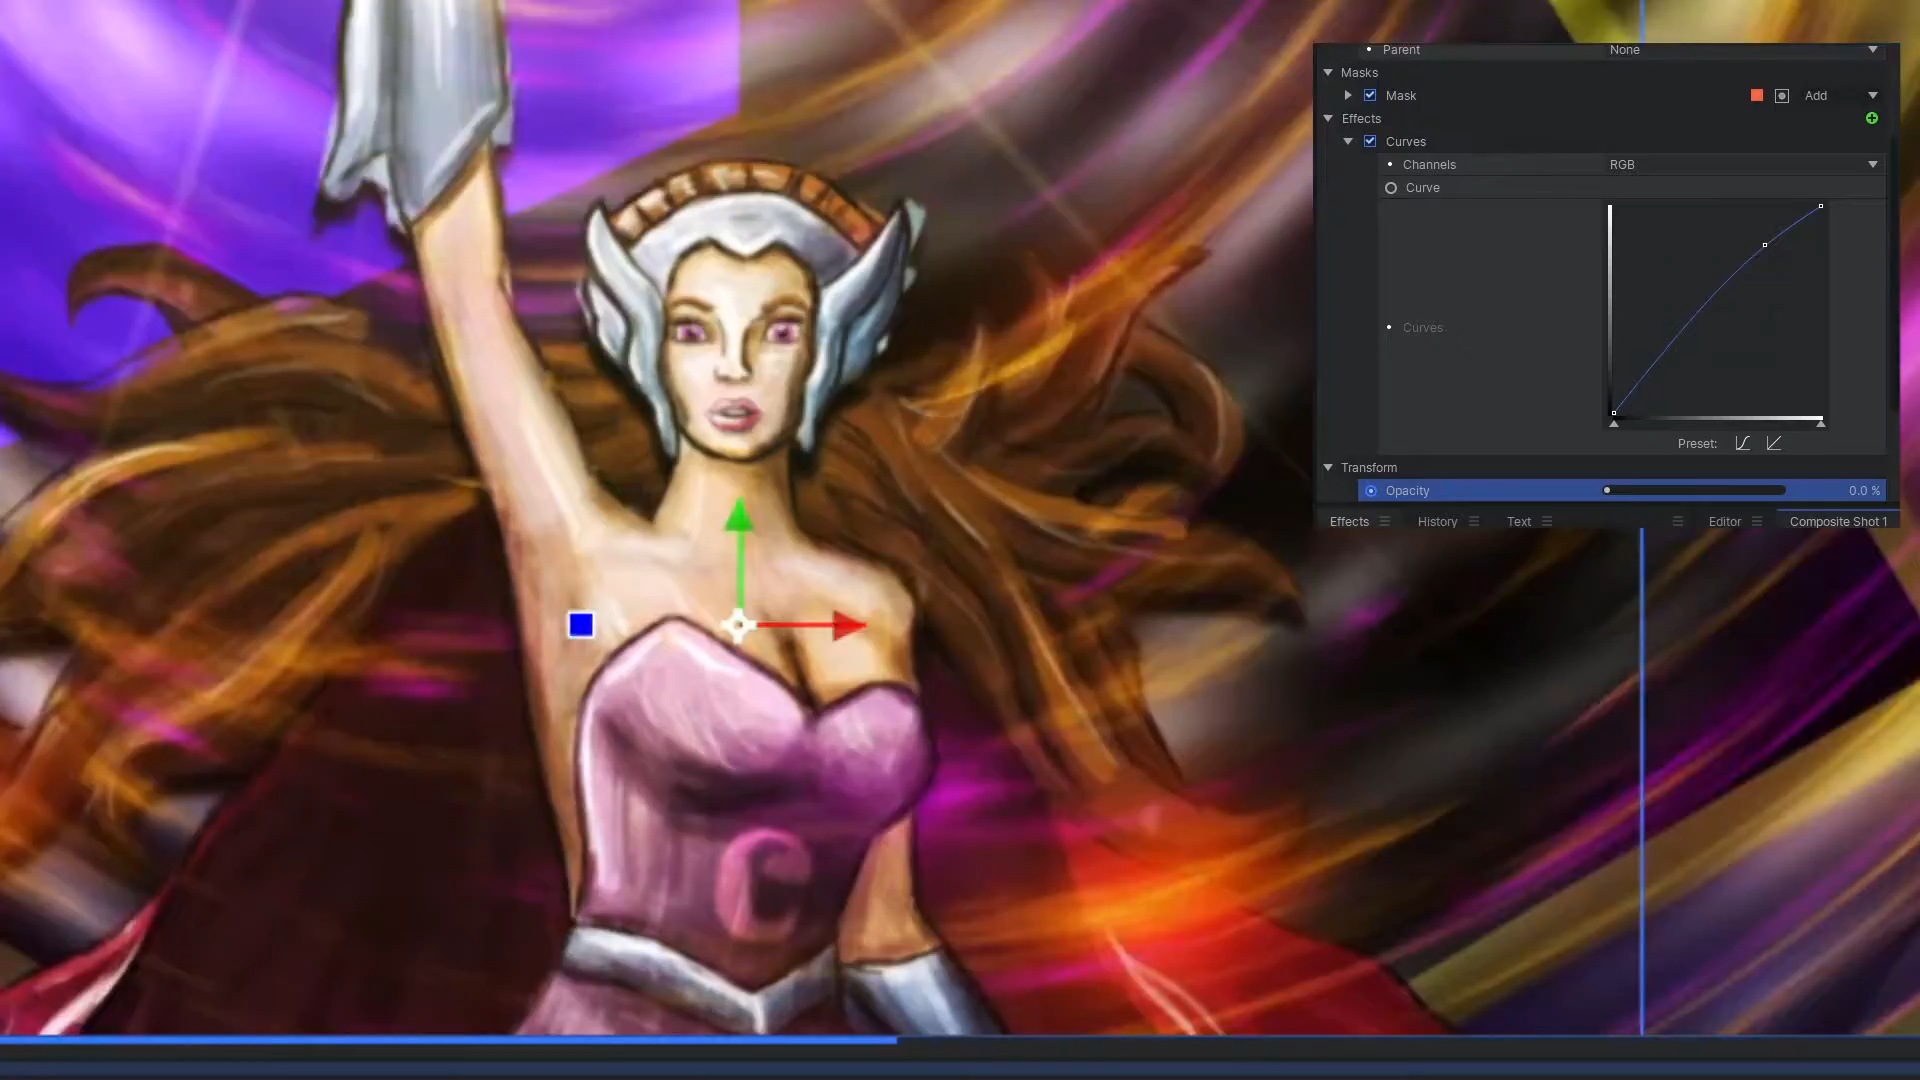 Parent None
Masks
Mask Add
Effects
Curves
Channels RGB
Curve
Curves
Preset:
Transform
Opacity 0.0 %
Effects History Text Editor Composite Shot 1
C